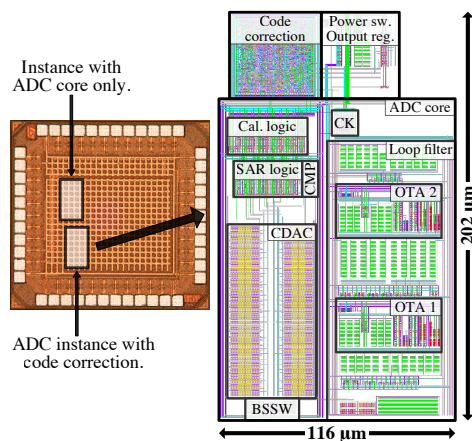 Code
correction
Power sw.
Output reg.
Instance with
ADC core only.
ADC core
CK
Cal. logic
Loop filter
SAR logic
CMP
OTA 2
CDAC
202 µm
OTA 1
ADC instance with
code correction.
BSSW
116 µm